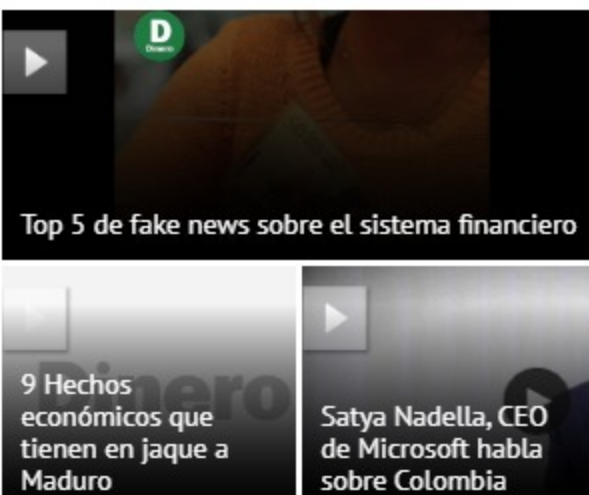 D
Dinero
Top 5 de fake news sobre el sistema financiero
Dinero
9 Hechos
económicos que
tienen en jaque a
Maduro
Satya Nadella, CEO
de Microsoft habla
sobre Colombia